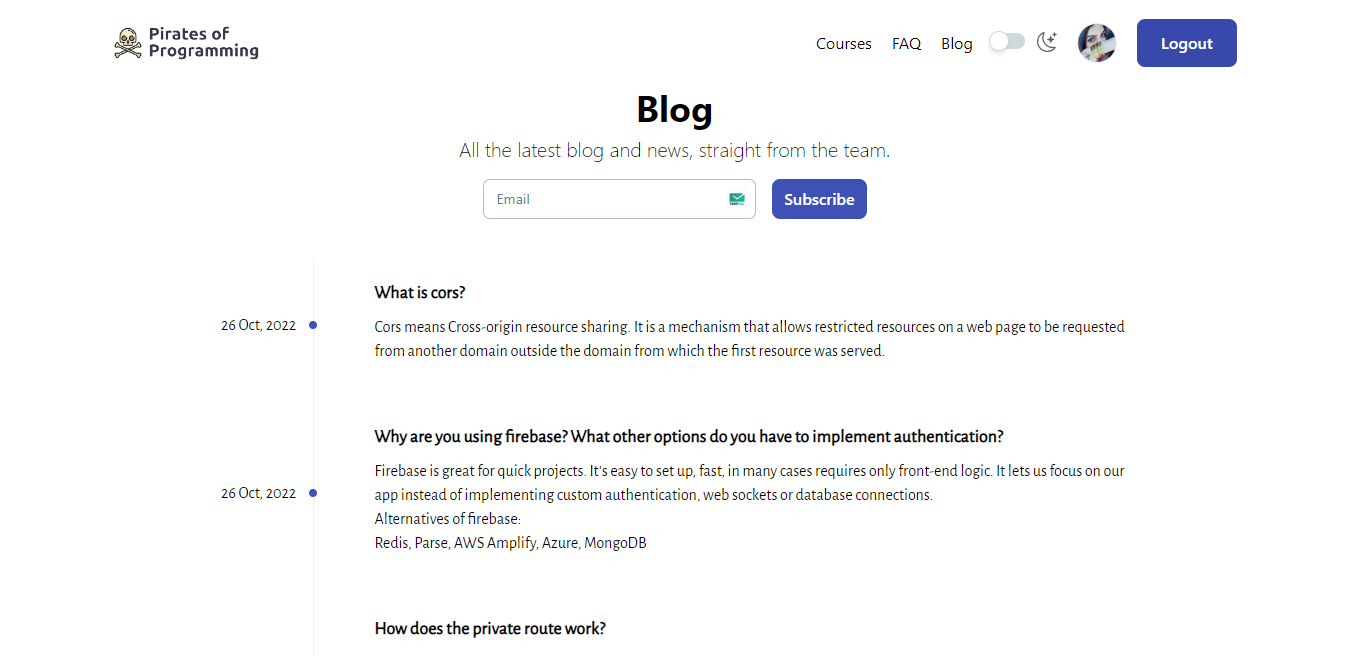 Pirates of
Programming
Courses FAQ Blog Logout
Blog
All the latest blog and news, straight from the team.
Email Subscribe
What is cors?
26 Oct, 2022
Cors means Cross-origin resource sharing. It is a mechanism that allows restricted resources on a web page to be requested
from another domain outside the domain from which the first resource was served.
Why are you using firebase? What other options do you have to implement authentication?
Firebase is great for quick projects. It's easy to set up, fast, in many cases requires only front-end logic. It lets us focus on our
26 Oct, 2022
app instead of implementing custom authentication, web sockets or database connections.
Alternatives of firebase:
Redis, Parse, AWS Amplify, Azure, MongoDB
How does the private route work?